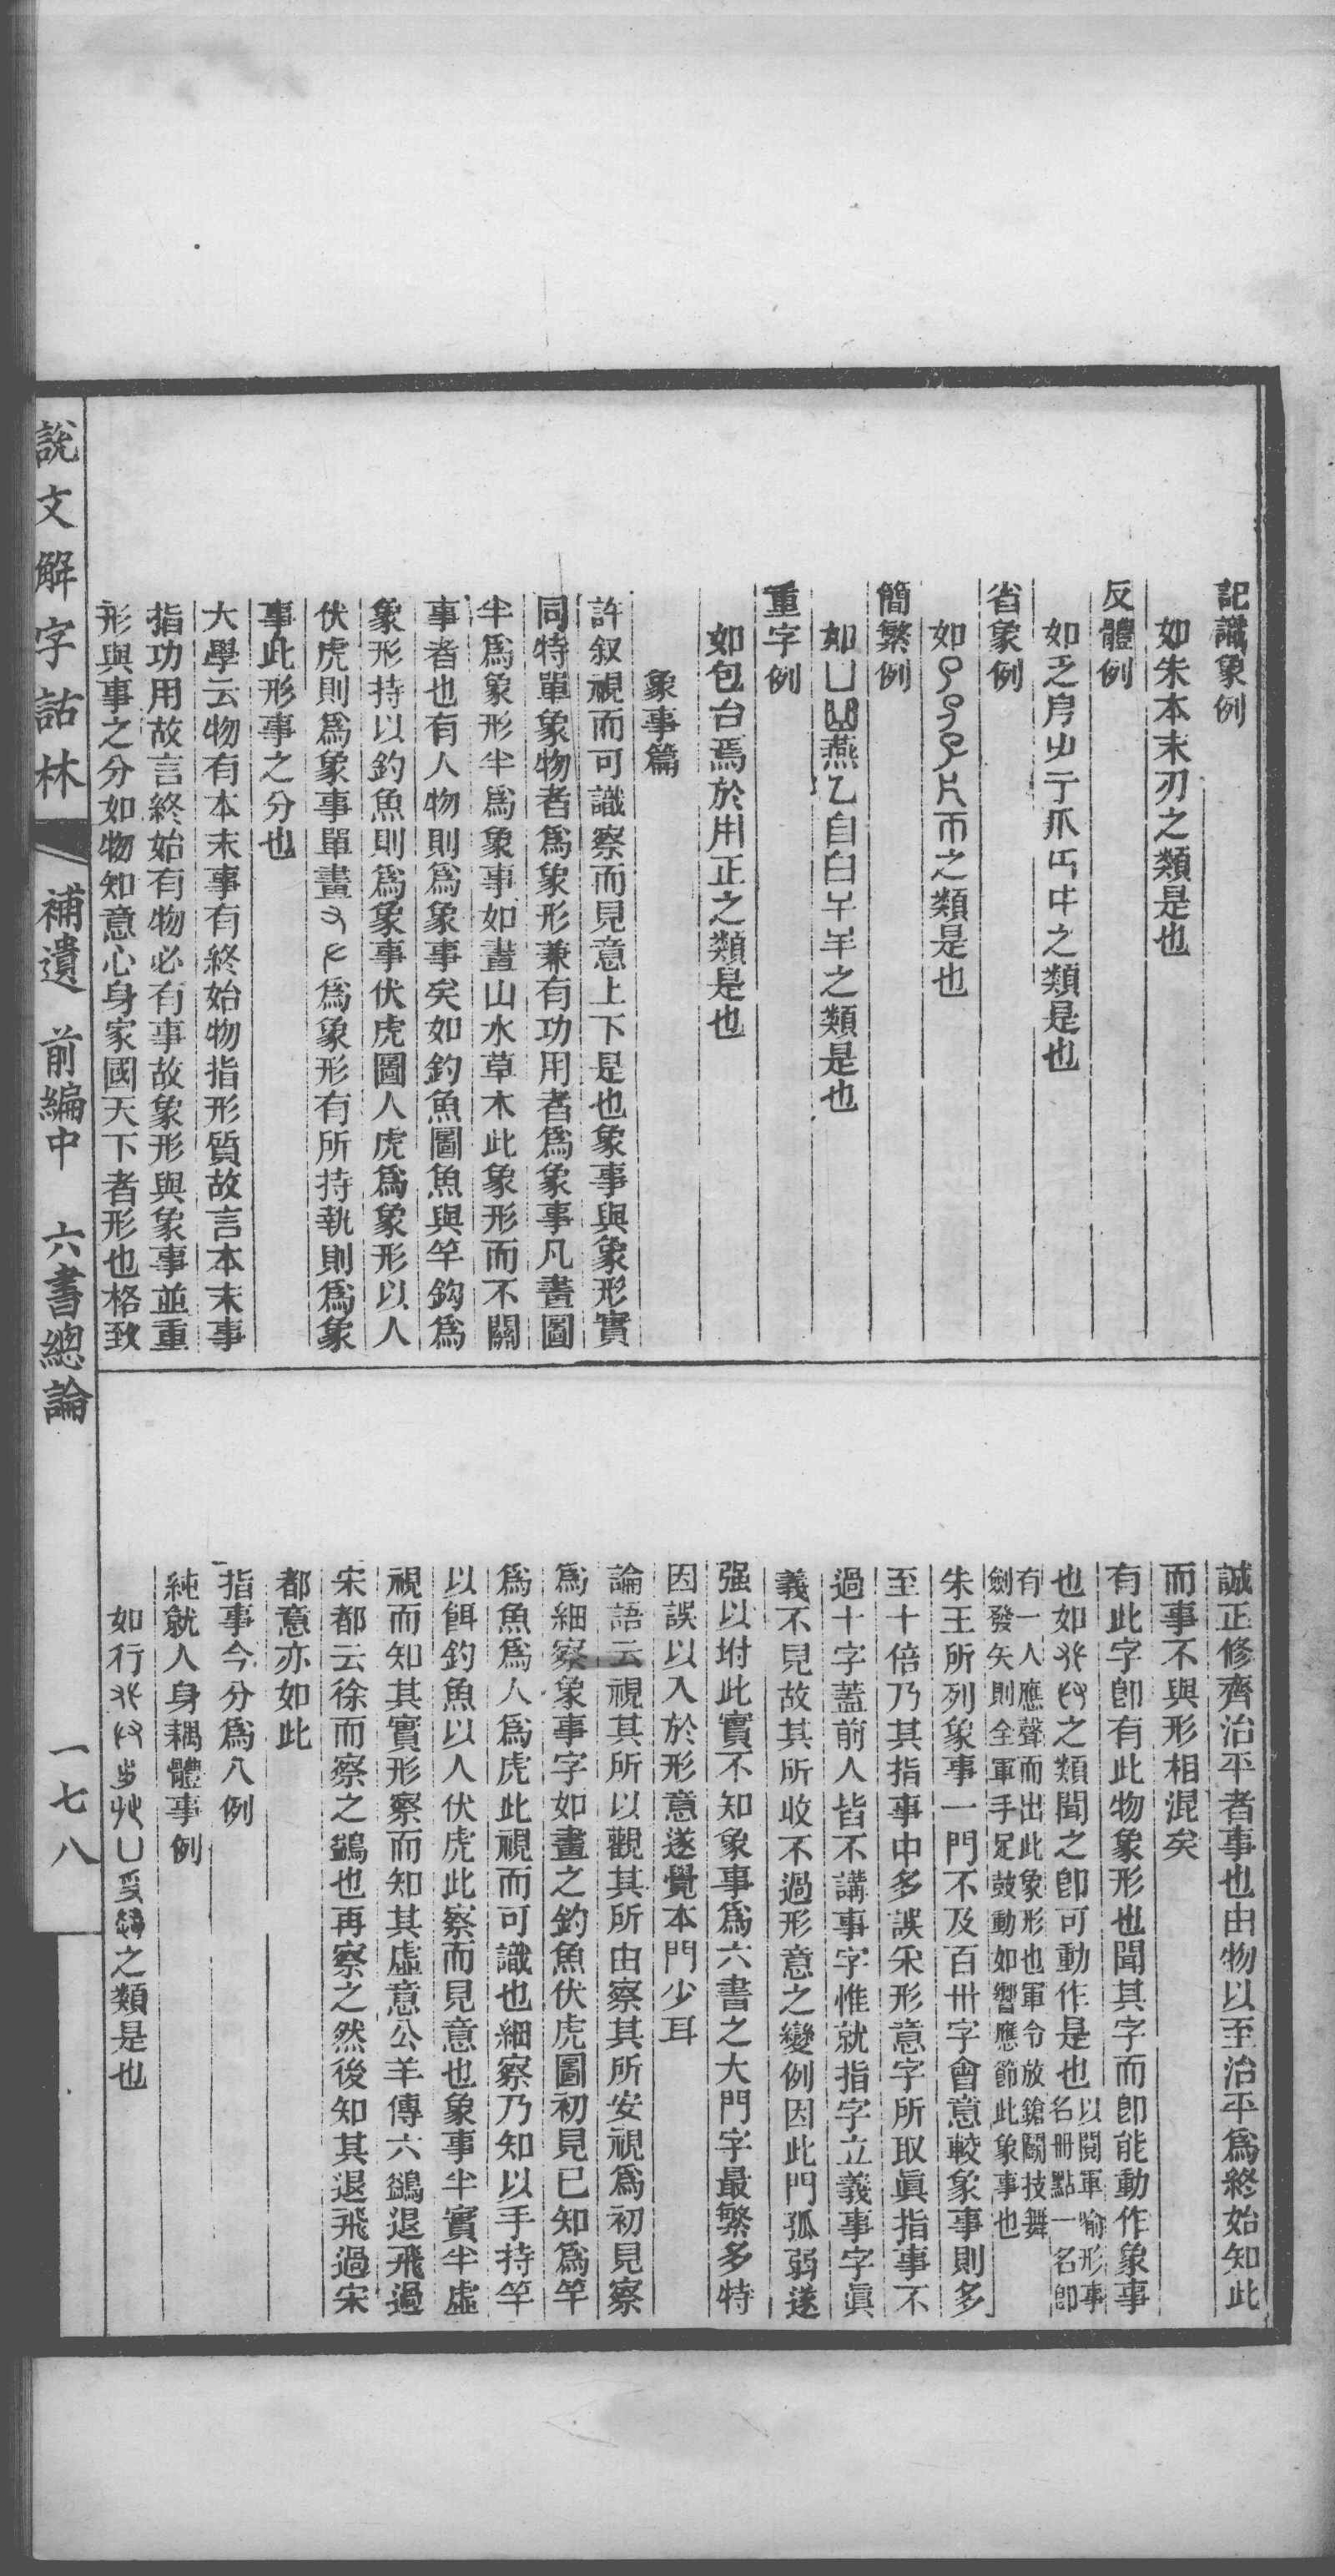 記識象例
如朱本末刃之類是也
反體例
如𠂹之類是也
省象例
如之類是也
簡繁例
如凵燕乙自白羊之類是也
重字例
如包台焉於毌正之類是也
象事篇
許叙視而可識察而見意上下是也象事與象形實
同特單象物者爲象形兼有功用者爲象事凡畫圖
半爲象形半爲象事如畫山水草木此象形而不關
事者也有人物則爲象事矣如釣魚圖魚與竿鈎爲
象形持以釣魚則爲象事伏虎圖人虎爲象形以人
伏虎則爲象事單畫爲象形有所持執則爲象
事此形事之分也
大學云物有本末事有終始物指形質故言本末事
指功用故言終始有物必有事故象形與象事並重
形與事之分如物知意心身家國天下者形也格致
誠正修齊治平者事也由物以至治平爲終始知此
而事不與形相混矣
有此字卽有此物象形也聞其字而卽能動作象事
也如之類聞之卽可動作是也以閱軍喻形事名冊點一名卽
有一人應聲而出此象形也軍令放鎗鬭技舞
劍發矢則全軍手足鼓動如響應節此象事也
朱王所列象事一門不及百卅字會意較象事則多
至十倍乃其指事中多誤采形意字所取眞指事不
過十字蓋前人皆不講事字惟就指字立義事字眞
義不見故其所收不過形意之變例因此門孤弱遂
强以坿此實不知象事爲六書之大門字最繁多特
因誤以入於形意遂覺本門少耳
論語云視其所以觀其所由察其所安視爲初見察
爲細察象事字如畫之釣魚伏虎圖初見已知爲竿
爲魚爲人爲虎此視而可識也細察乃知以手持竿
以餌釣魚以人伏虎此察而見意也象事半實半虛
視而知其實形察而知其虛意公羊傳六鷁退飛過
宋都云徐而察之鷁也再察之然後知其退飛過宋
都意亦如此
指事今分爲八例
純就人身耦體事例
如行之類是也
說文解字詁林　補遺　前編中　六書總論　一七八